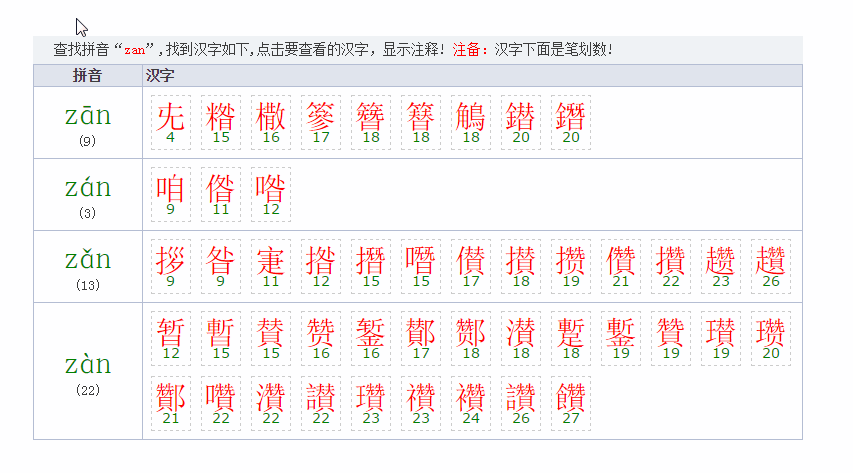 查找拼音“zan”,找到汉字如下,点击要查看的汉字，显示注释! 注备：汉字下面是笔划数!
拼音 汉字
zān
(9)
兂 糌 橵 篸 簪 簮 鵤 鐟 鐕
4 15 16 17 18 18 18 20 20
zán
(3)
咱 偺 喒
9 11 12
zǎn
(13)
拶 昝 寁 揝 撍 噆 儧 攅 攒 儹 攢 趱 趲
9 9 11 12 15 15 17 18 19 21 22 23 26
zàn
(22)
暂 暫 賛 赞 錾 鄼 酂 濽 蹔 鏨 贊 瓉 瓒
12 15 15 16 16 17 18 18 18 19 19 19 20
酇 囋 灒 讃 瓚 禶 襸 讚 饡
21 22 22 22 23 23 24 26 27